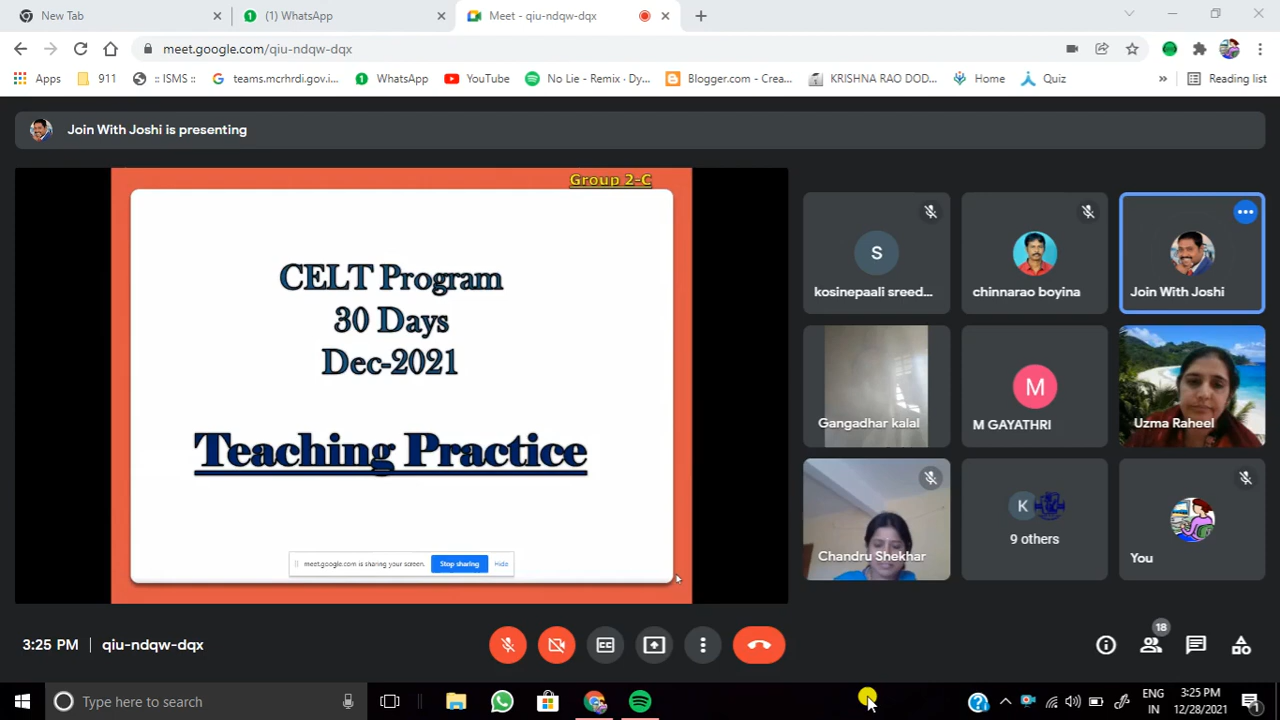 New Tab
(1) WhatsApp
Meet - qiu-ndqw-dqx
meet.google.com/qiu-ndqw-dqx
Apps
911
:: ISMS ::
teams.mcrhrdi.gov.i...
WhatsApp
YouTube
No Lie - Remix · Dy...
Blogger.com - Crea...
KRISHNA RAO DOD...
Home
Quiz
»
Reading list
Join With Joshi is presenting
Group 2-C
CELT Program
30 Days
Dec-2021
Teaching Practice
meet.google.com is sharing your screen.
Stop sharing
Hide
S
kosinepaali sreed...
chinnarao boyina
Join With Joshi
Gangadhar kalal
M
M GAYATHRI
Uzma Raheel
Chandru Shekhar
K
9 others
You
3:25 PM | qiu-ndqw-dqx
18
Type here to search
ENG
IN
3:25 PM
12/28/2021
1